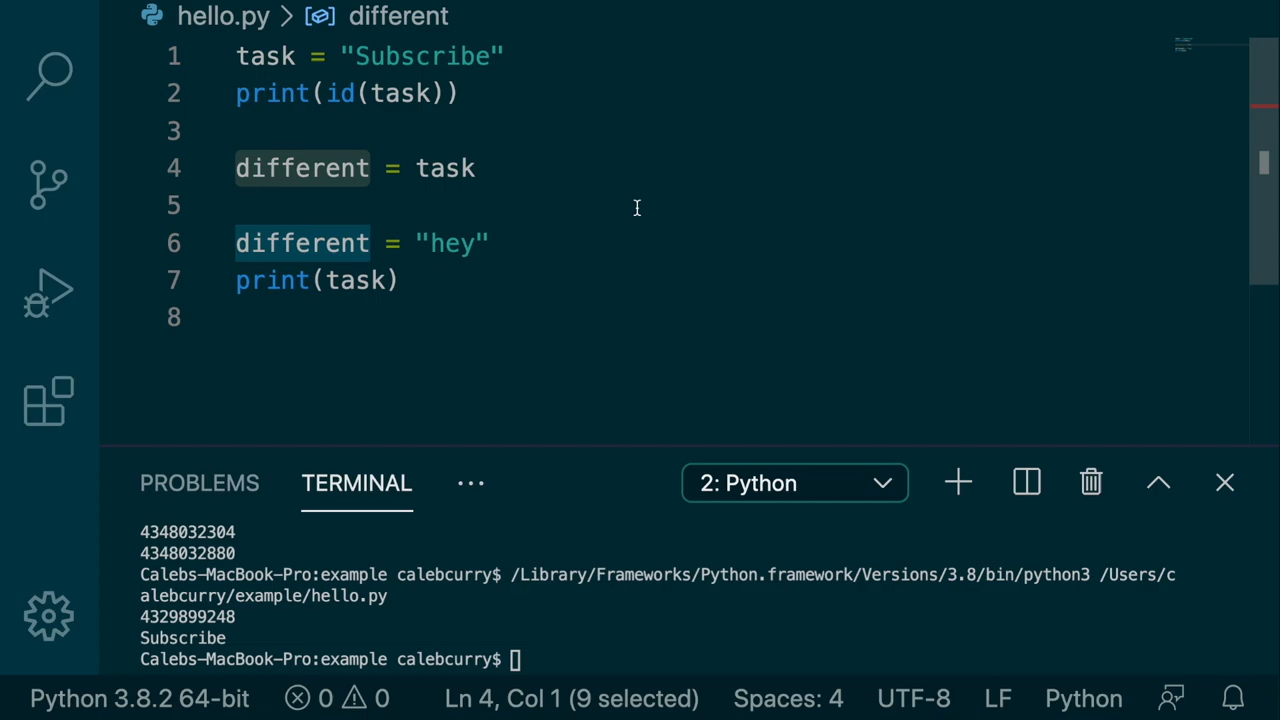 hello.py > different
1 task = "Subscribe"
2 print(id(task))
3
4 different = task
5
6 different = "hey"
7 print(task)
8
PROBLEMS TERMINAL ··· 2: Python
4348032304
4348032880
Calebs-MacBook-Pro:example calebcurry$ /Library/Frameworks/Python.framework/Versions/3.8/bin/python3 /Users/c
alebcurry/example/hello.py
4329899248
Subscribe
Calebs-MacBook-Pro:example calebcurry$
Python 3.8.2 64-bit 0 0 Ln 4, Col 1 (9 selected) Spaces: 4 UTF-8 LF Python